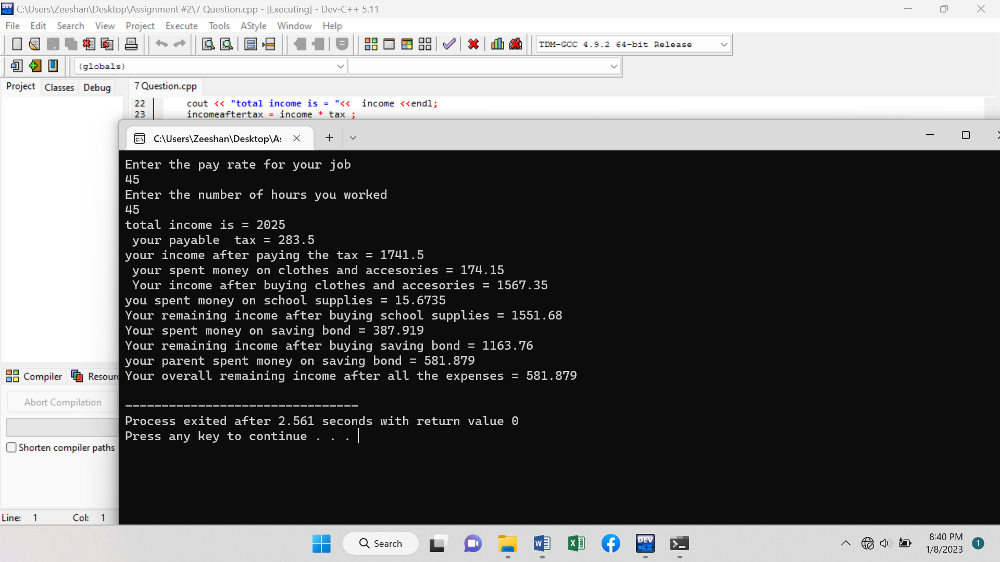 C:\Users\Zeeshan\Desktop\Assignment #2\7 Question.cpp - [Executing] - Dev-C++ 5.11
File Edit Search View Project Execute Tools AStyle Window Help
TDM-GCC 4.9.2 64-bit Release
(globals)
Project Classes Debug 7 Question.cpp
22 cout << "total income is = "<< income <<endl;
23 incomeaftertax = income * tax ;
C:\Users\Zeeshan\Desktop\As
Enter the pay rate for your job
45
Enter the number of hours you worked
45
total income is = 2025
your payable  tax = 283.5
your income after paying the tax = 1741.5
your spent money on clothes and accesories = 174.15
Your income after buying clothes and accesories = 1567.35
you spent money on school supplies = 15.6735
Your remaining income after buying school supplies = 1551.68
Your spent money on saving bond = 387.919
Your remaining income after buying saving bond = 1163.76
your parent spent money on saving bond = 581.879
Your overall remaining income after all the expenses = 581.879
--------------------------------
Process exited after 2.561 seconds with return value 0
Press any key to continue . . .
Compiler Resour
Abort Compilation
Shorten compiler paths
Line: 1 Col: 1
Search
DEV C++
8:40 PM
1/8/2023
1